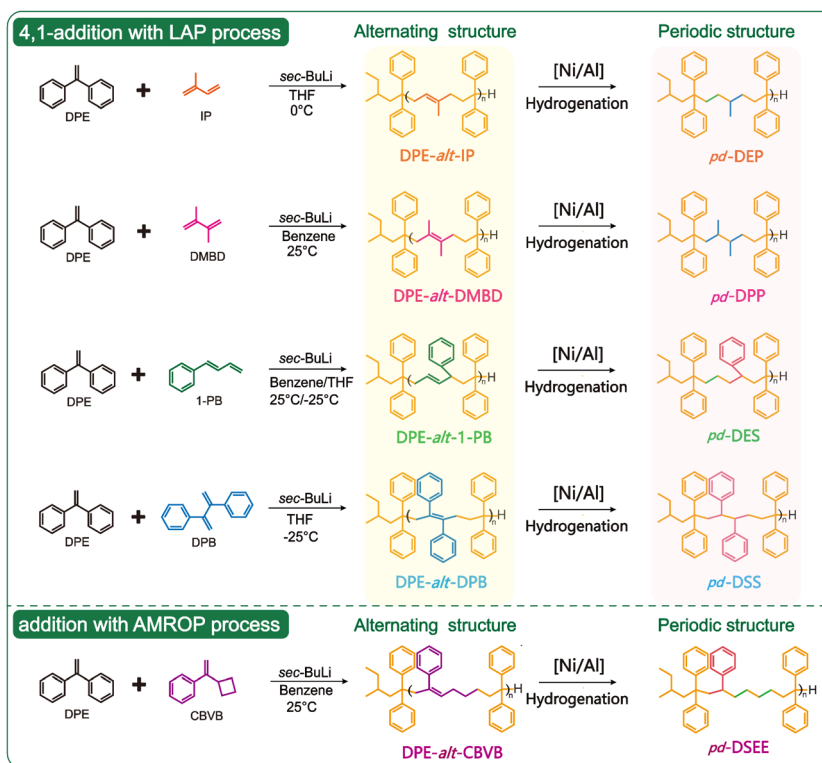 4,1-addition with LAP process
Alternating structure
Periodic structure
DPE
+
IP
sec-BuLi
THF
0°C
( )n H
DPE-alt-IP
[Ni/Al]
Hydrogenation
)n H
pd-DEP
DPE
+
DMBD
sec-BuLi
Benzene
25°C
( )n H
DPE-alt-DMBD
[Ni/Al]
Hydrogenation
)n H
pd-DPP
DPE
+
1-PB
sec-BuLi
Benzene/THF
25°C/-25°C
( )n H
DPE-alt-1-PB
[Ni/Al]
Hydrogenation
)n H
pd-DES
DPE
+
DPB
sec-BuLi
THF
-25°C
( )n H
DPE-alt-DPB
[Ni/Al]
Hydrogenation
)n H
pd-DSS
addition with AMROP process
Alternating structure
Periodic structure
DPE
+
CBVB
sec-BuLi
Benzene
25°C
( )n H
DPE-alt-CBVB
[Ni/Al]
Hydrogenation
)n H
pd-DSEE